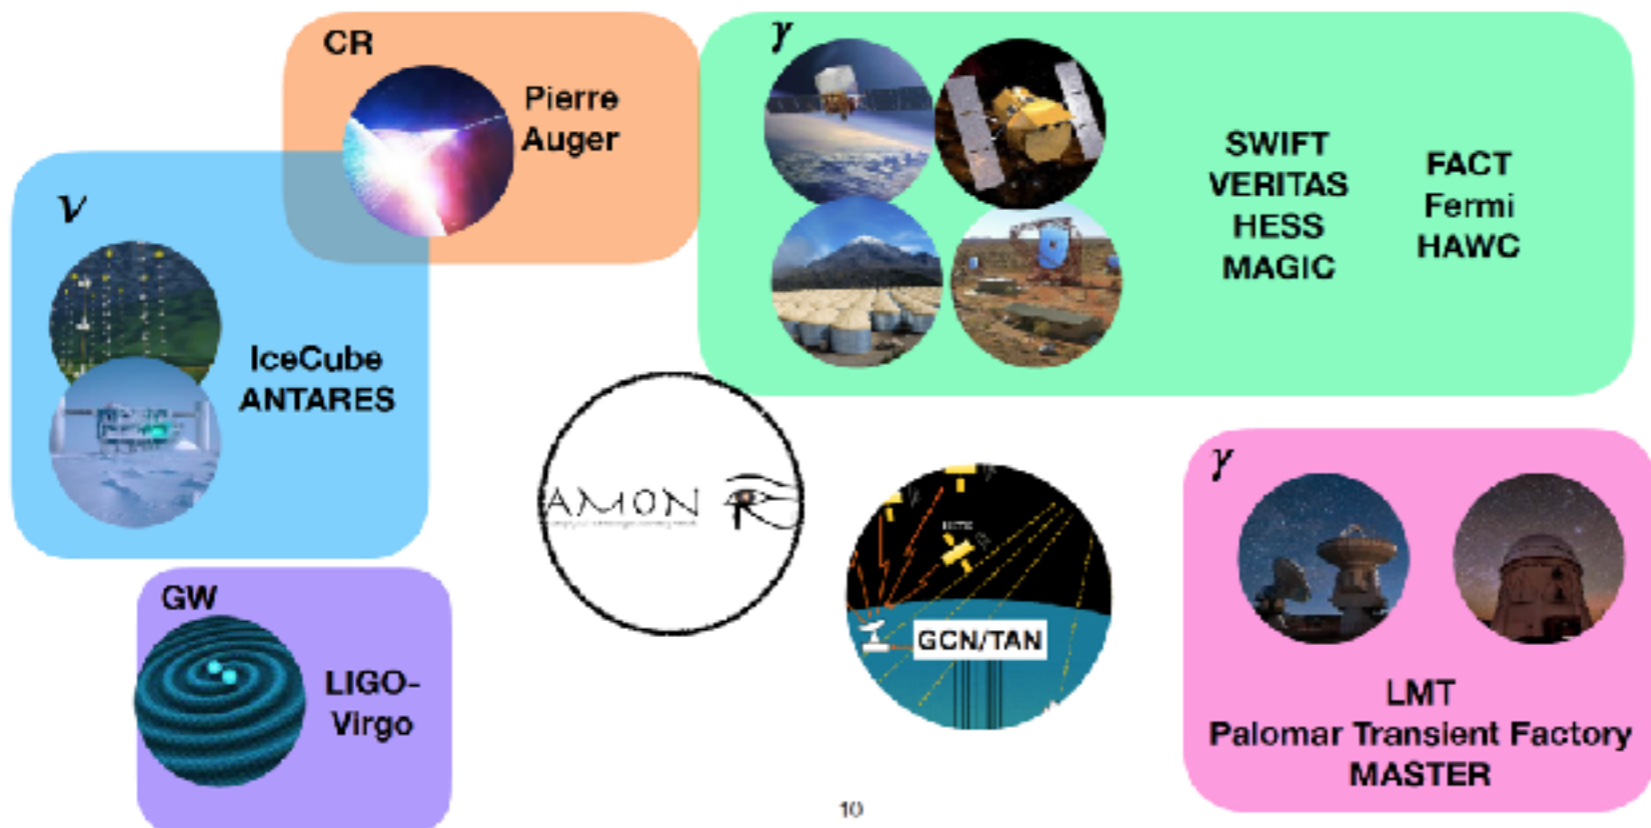 CR
Pierre
Auger
γ
SWIFT
VERITAS
HESS
MAGIC
FACT
Fermi
HAWC
ν
IceCube
ANTARES
AMON
GCN/TAN
γ
LMT
Palomar Transient Factory
MASTER
GW
LIGO-
Virgo
10